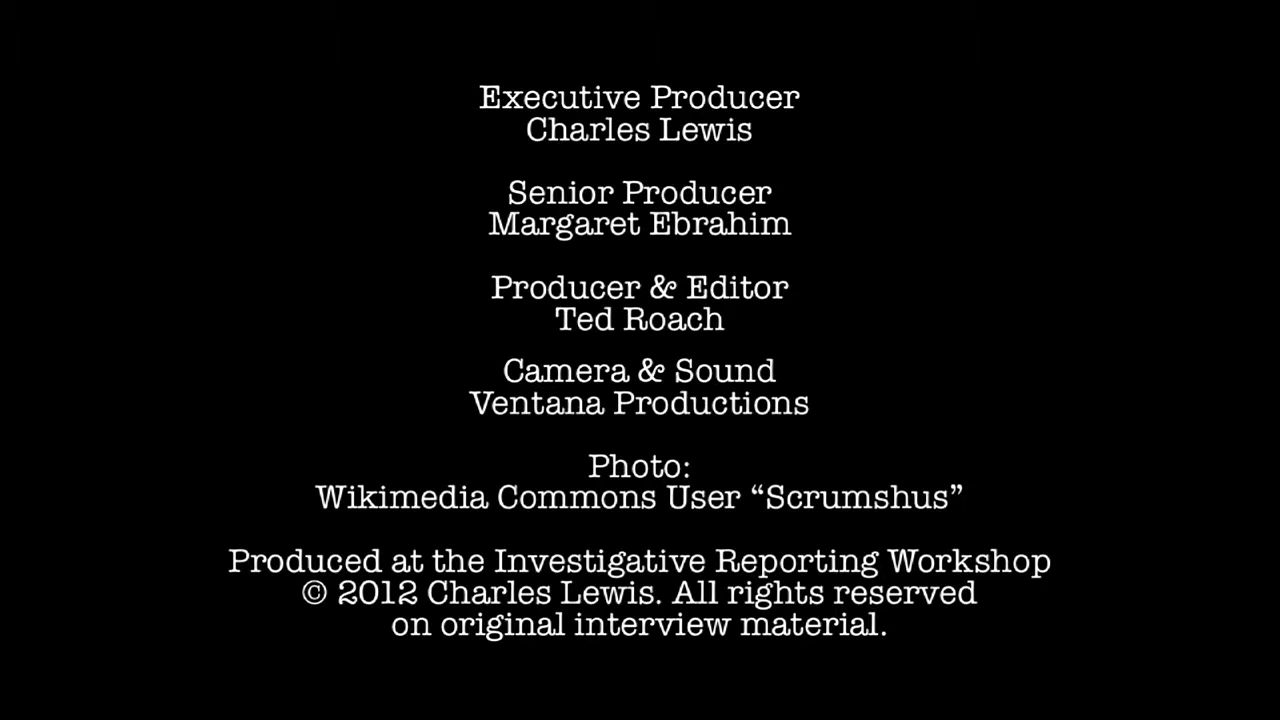 Executive Producer
Charles Lewis
Senior Producer
Margaret Ebrahim
Producer & Editor
Ted Roach
Camera & Sound
Ventana Productions
Photo:
Wikimedia Commons User “Scrumshus”
Produced at the Investigative Reporting Workshop
© 2012 Charles Lewis. All rights reserved
on original interview material.